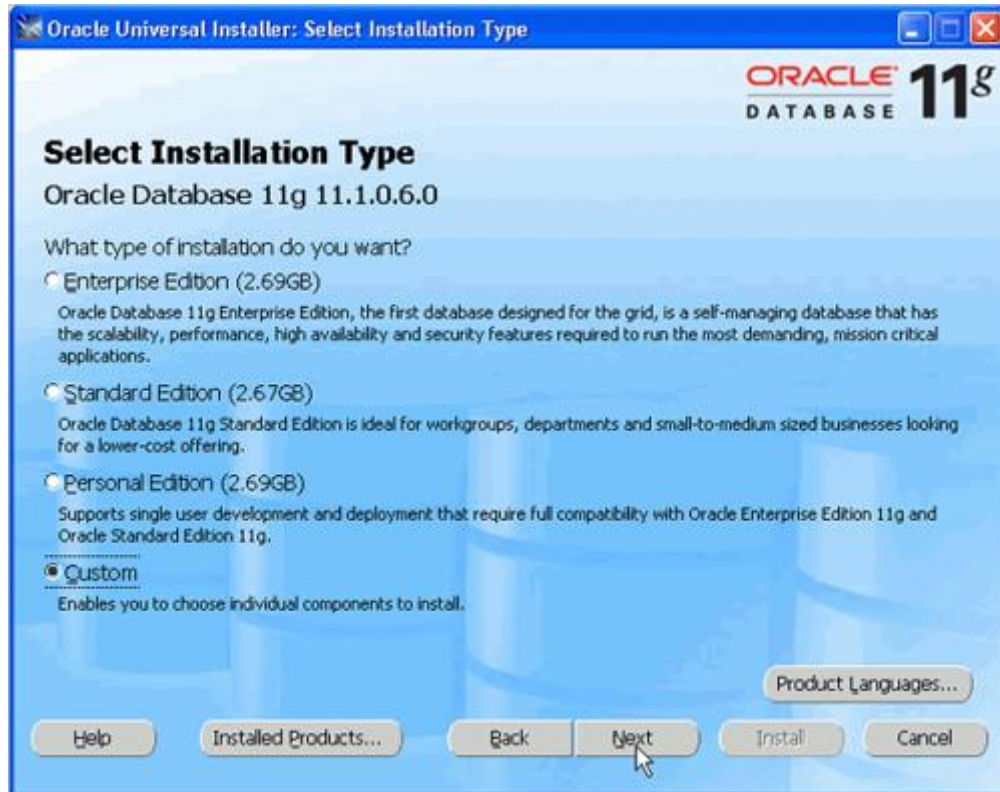 Oracle Universal Installer: Select Installation Type
ORACLE 11g
DATABASE
Select Installation Type
Oracle Database 11g 11.1.0.6.0
What type of installation do you want?
Enterprise Edition (2.69GB)
Oracle Database 11g Enterprise Edition, the first database designed for the grid, is a self-managing database that has
the scalability, performance, high availability and security features required to run the most demanding, mission critical
applications.
Standard Edition (2.67GB)
Oracle Database 11g Standard Edition is ideal for workgroups, departments and small-to-medium sized businesses looking
for a lower-cost offering.
Personal Edition (2.69GB)
Supports single user development and deployment that require full compatibility with Oracle Enterprise Edition 11g and
Oracle Standard Edition 11g.
Custom
Enables you to choose individual components to install.
Product Languages...
Help Installed Products... Back Next Install Cancel